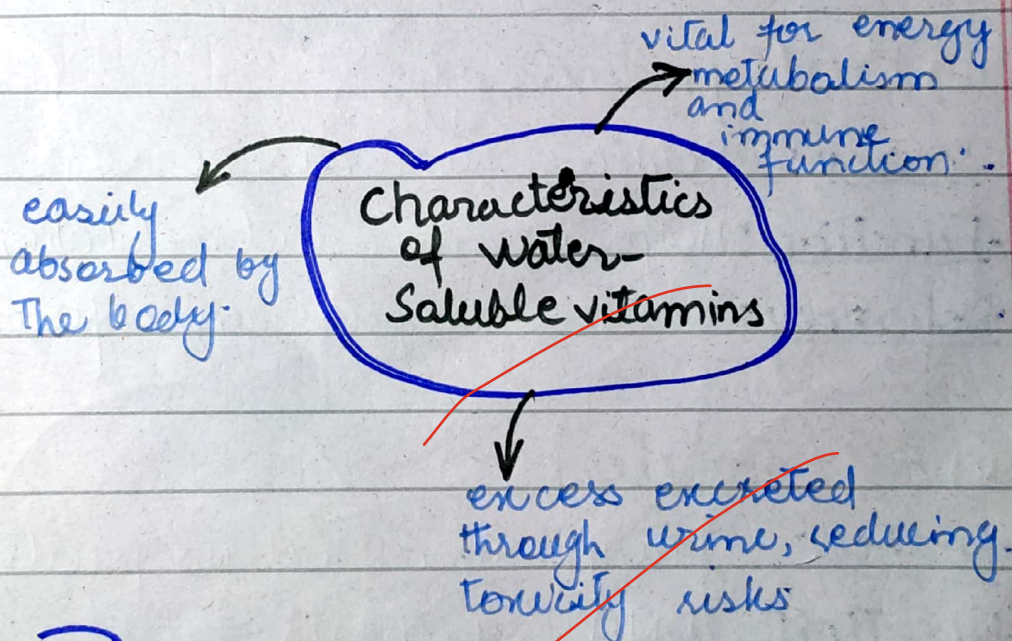 vital for energy
metabalism
and
immune
function.
easily
absorbed by
The body.
Characteristics
of water-
Soluble vitamins
excess excreted
through urine, reducing
toxicity risks